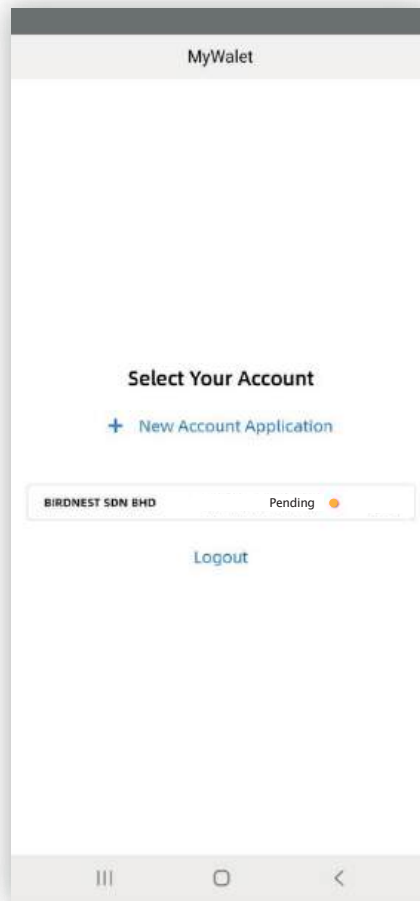 MyWalet
Select Your Account
+ New Account Application
BIRDNEST SDN BHD Pending
Logout